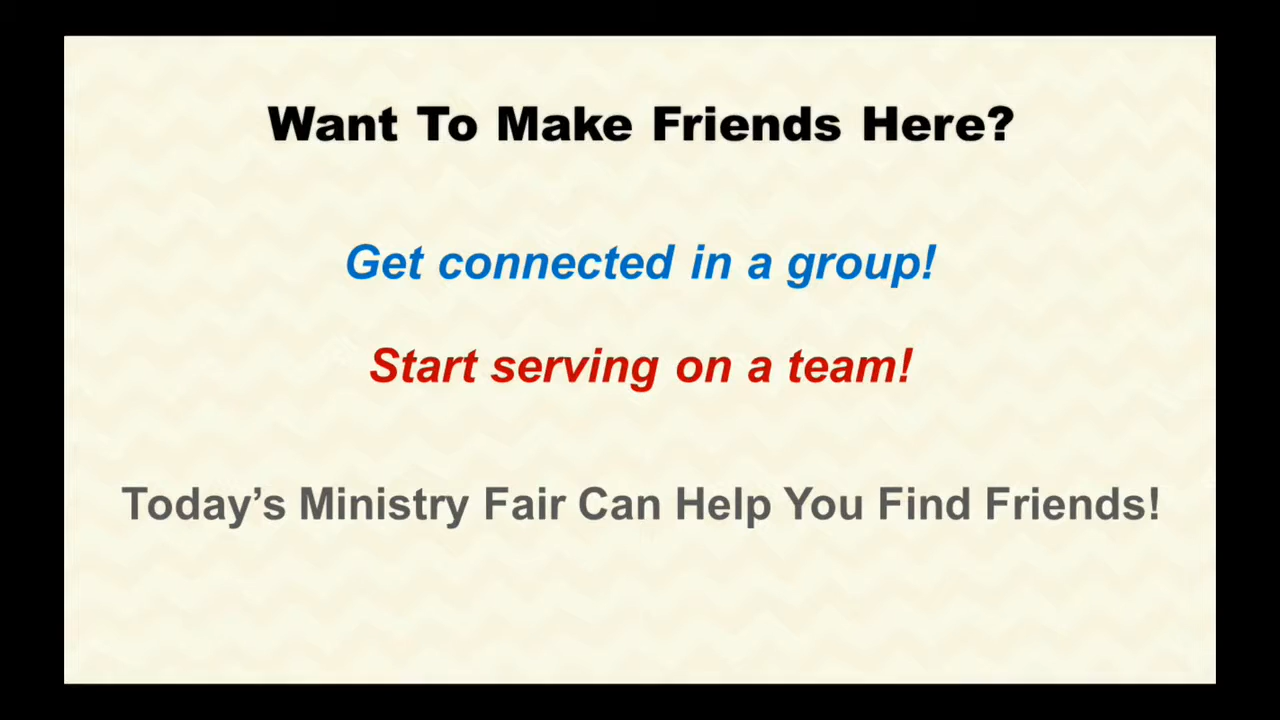 Want To Make Friends Here?
Get connected in a group!
Start serving on a team!
Today’s Ministry Fair Can Help You Find Friends!